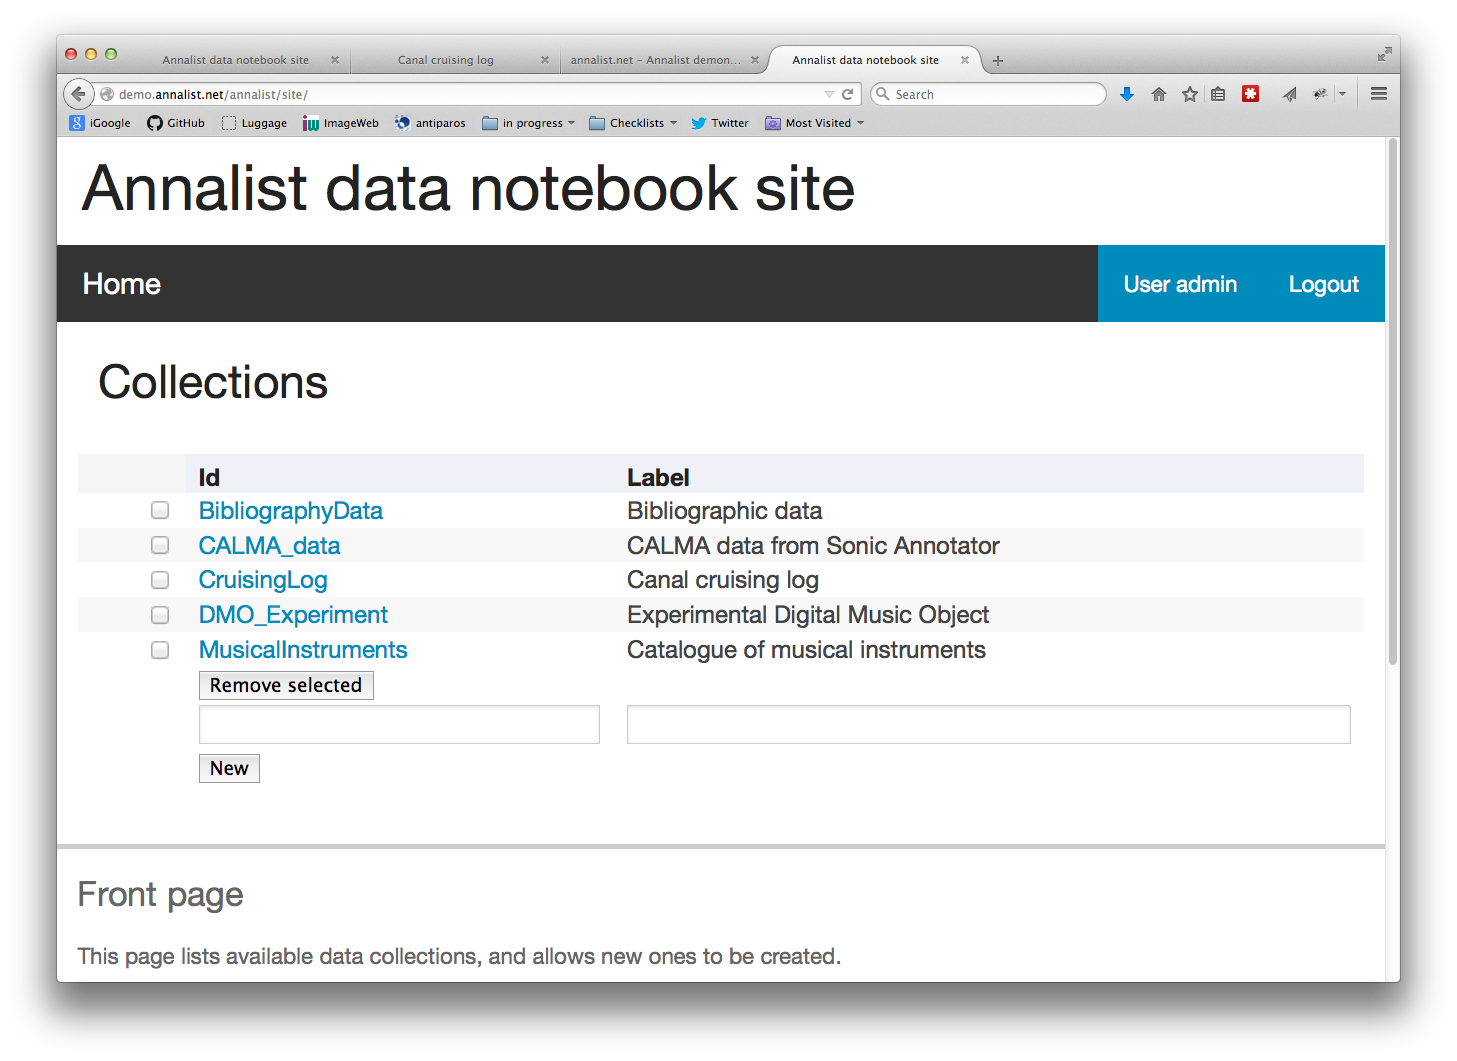 Annalist data notebook site
Canal cruising log
annalist.net - Annalist demon...
Annalist data notebook site
demo.annalist.net/annalist/site/
Search
iGoogle
GitHub
Luggage
ImageWeb
antiparos
in progress
Checklists
Twitter
Most Visited
Annalist data notebook site
Home
User admin
Logout
Collections
Id Label
BibliographyData Bibliographic data
CALMA_data CALMA data from Sonic Annotator
CruisingLog Canal cruising log
DMO_Experiment Experimental Digital Music Object
MusicalInstruments Catalogue of musical instruments
Remove selected
New
Front page
This page lists available data collections, and allows new ones to be created.